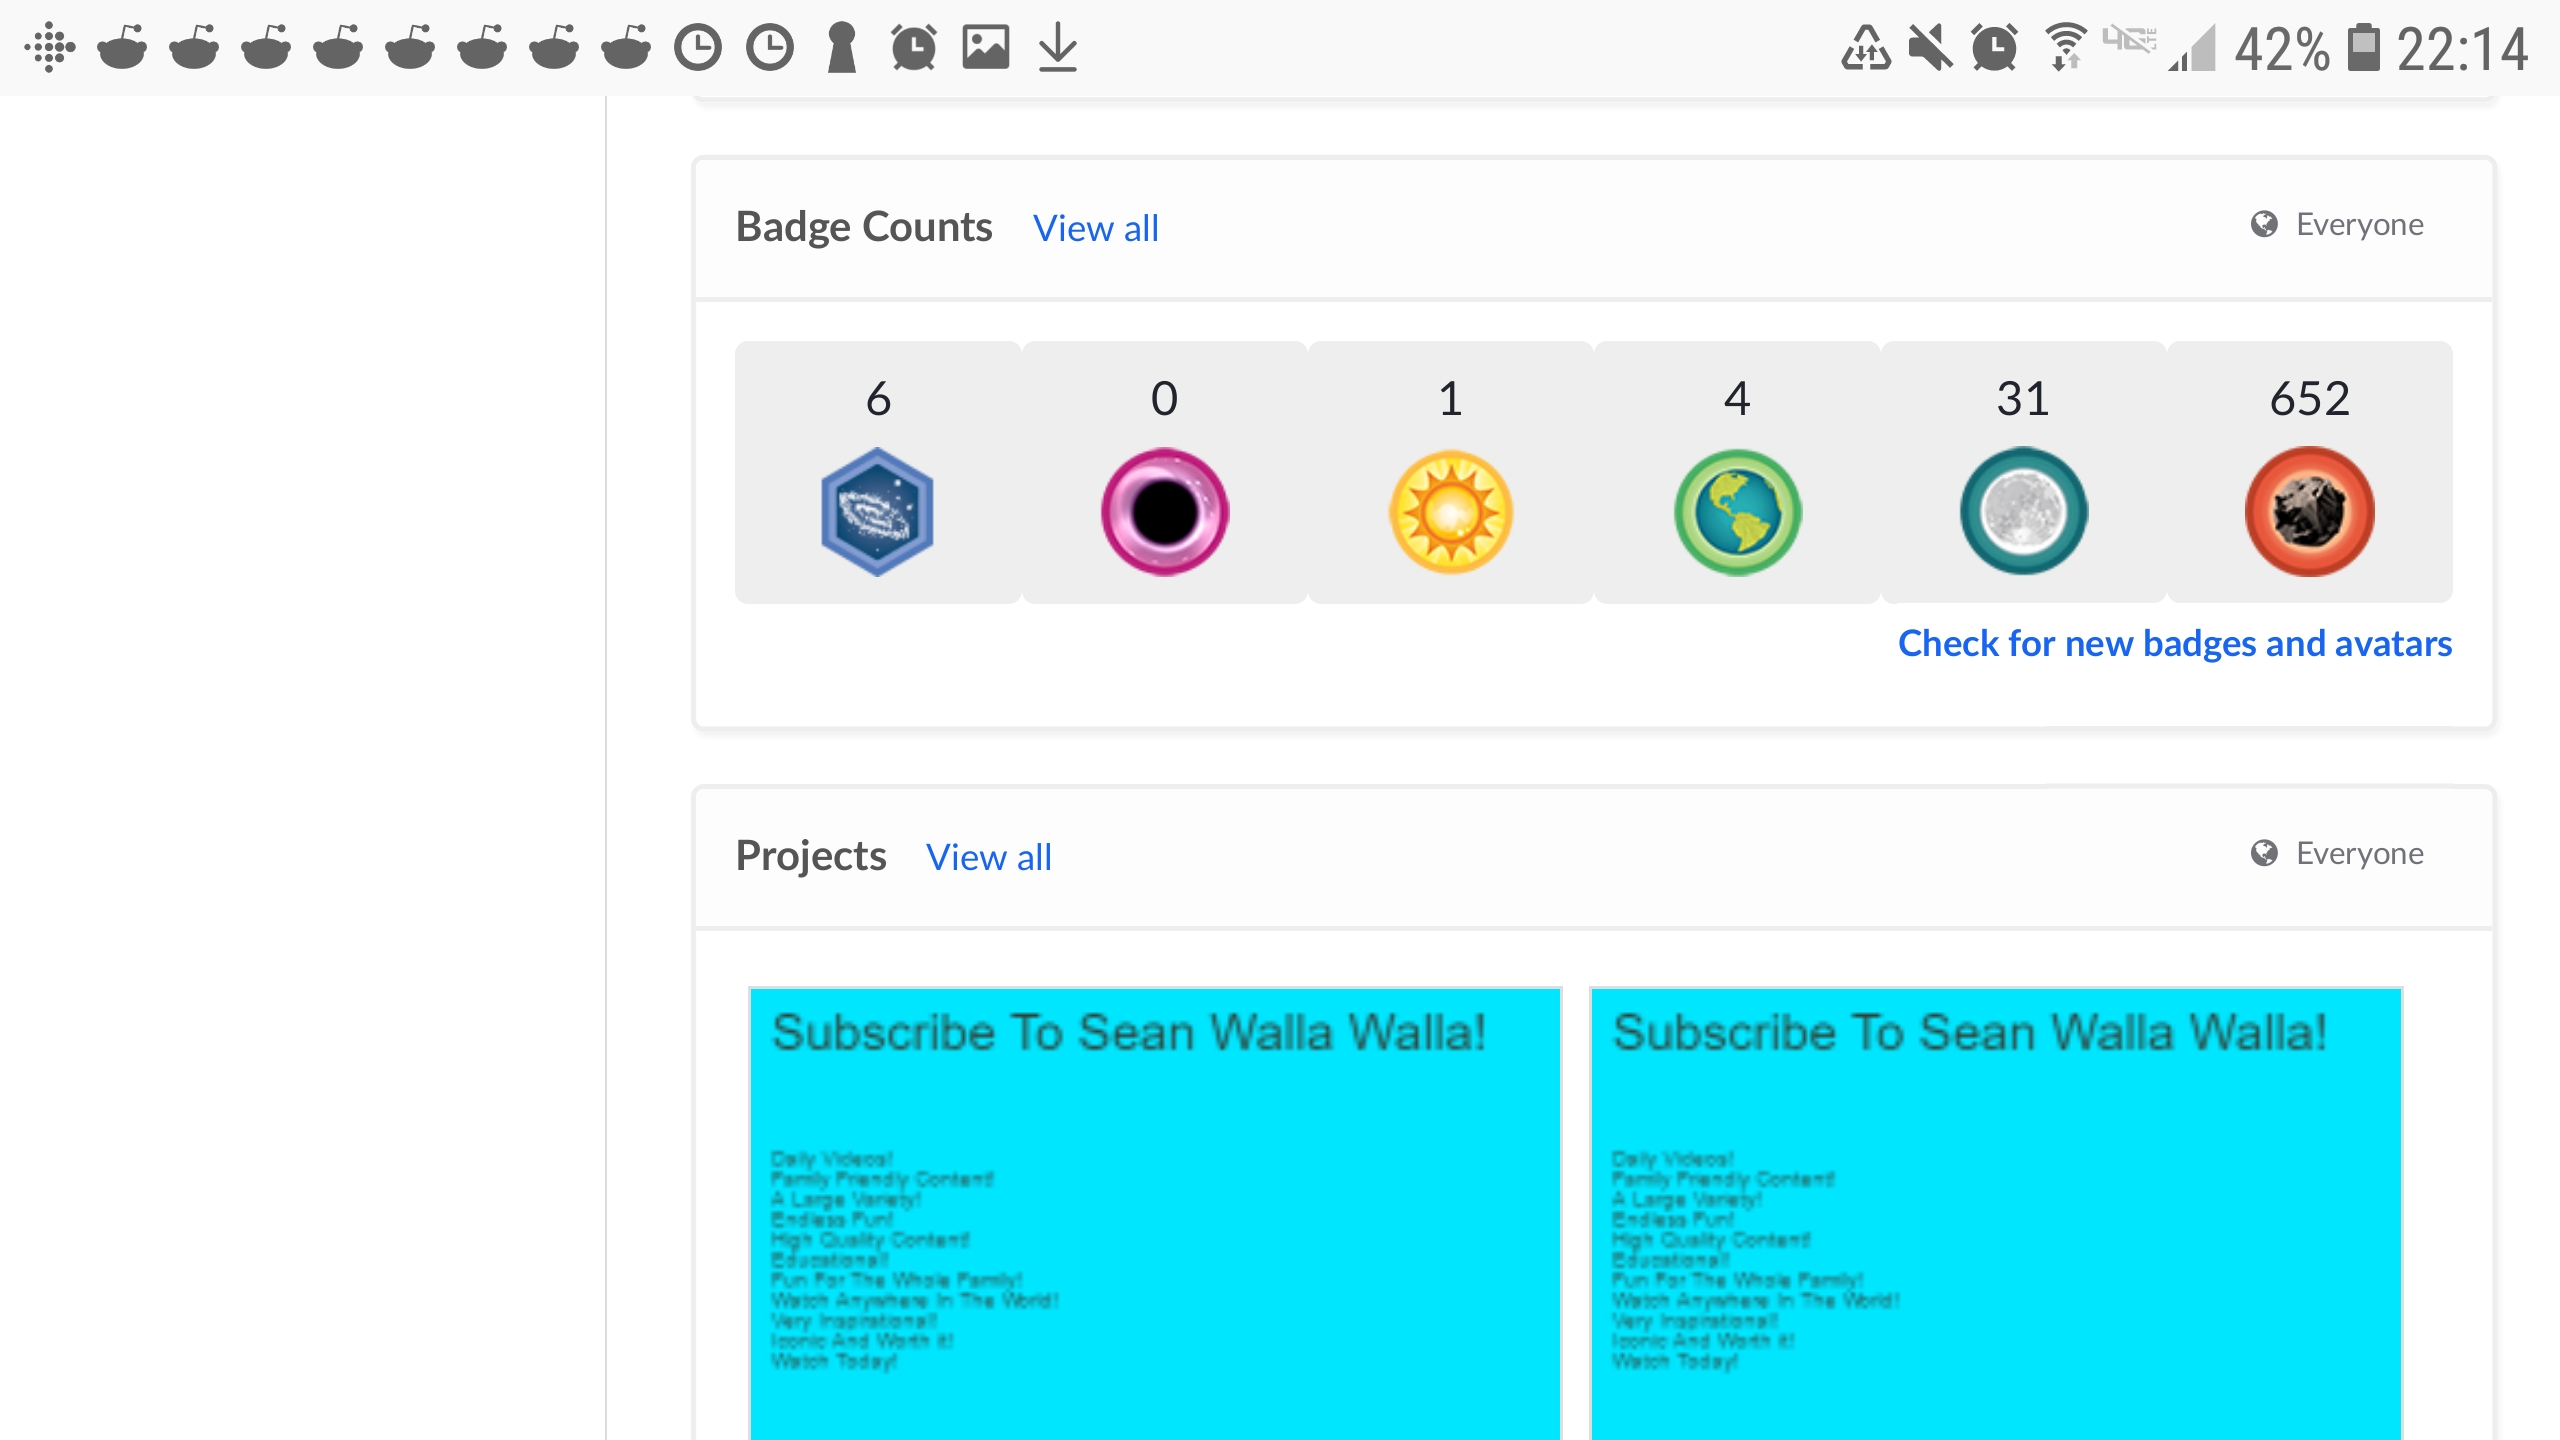 42% 22:14
Badge Counts View all Everyone
6 0 1 4 31 652
Check for new badges and avatars
Projects View all Everyone
Subscribe To Sean Walla Walla!
Daily Videos!
Family Friendly Content!
A Large Variety!
Endless Fun!
High Quality Content!
Educational!
Fun For The Whole Family!
Watch Anywhere In The World!
Very Inspirational!
Iconic And Worth it!
Watch Today!
Subscribe To Sean Walla Walla!
Daily Videos!
Family Friendly Content!
A Large Variety!
Endless Fun!
High Quality Content!
Educational!
Fun For The Whole Family!
Watch Anywhere In The World!
Very Inspirational!
Iconic And Worth it!
Watch Today!